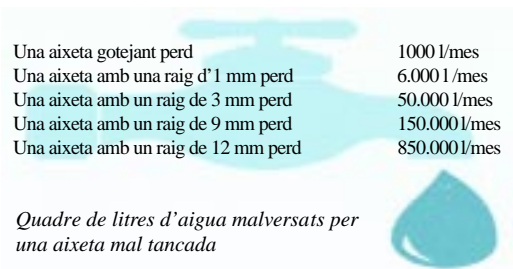 Una aixeta gotejant perd 1000 l/mes
Una aixeta amb una raig d'1 mm perd 6.000 l /mes
Una aixeta amb un raig de 3 mm perd 50.000 l/mes
Una aixeta amb un raig de 9 mm perd 150.000 l/mes
Una aixeta amb un raig de 12 mm perd 850.000 l/mes
Quadre de litres d'aigua malversats per
una aixeta mal tancada